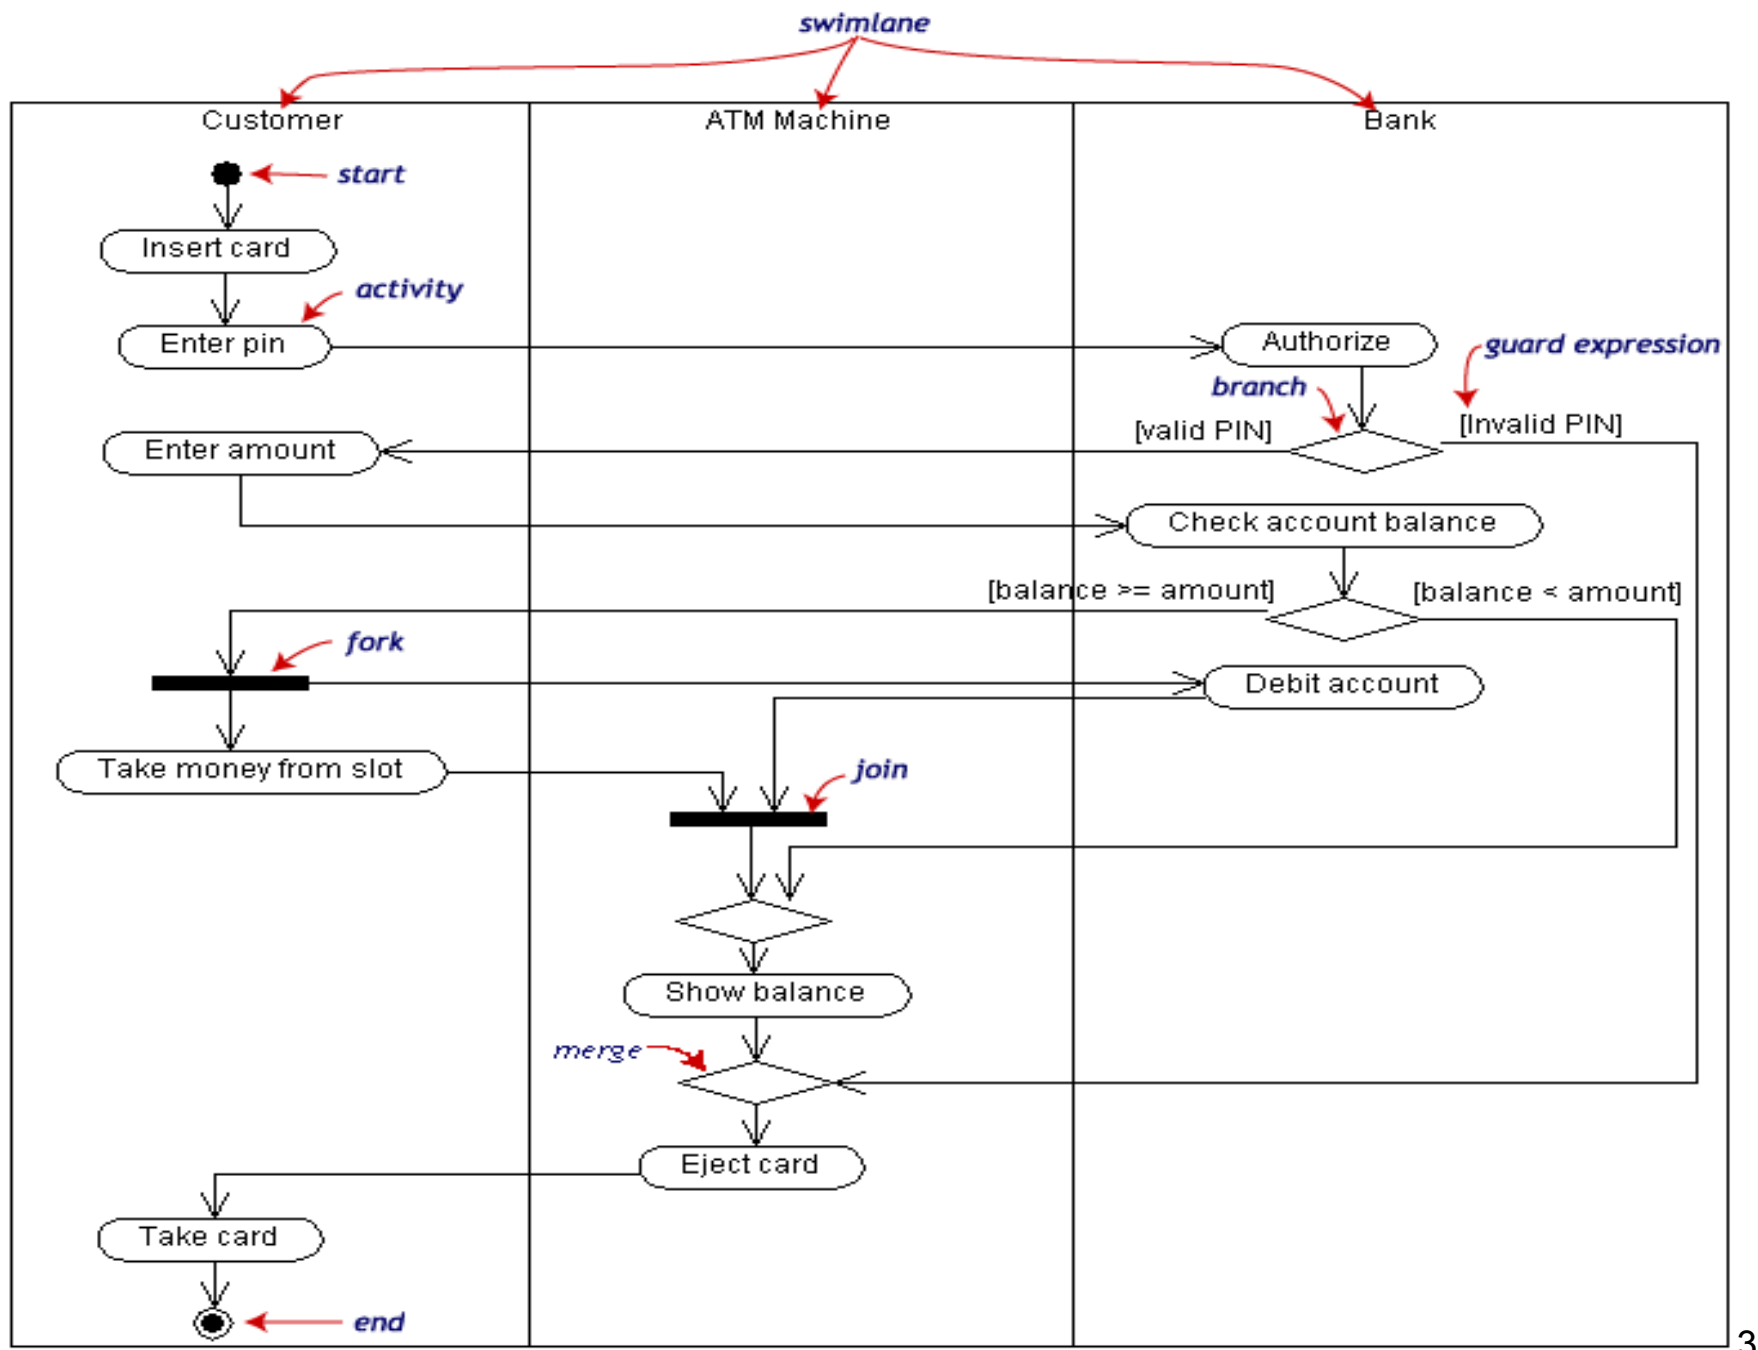 swimlane
Customer
ATM Machine
Bank
start
Insert card
activity
Enter pin
Authorize
guard expression
branch
[valid PIN]
[Invalid PIN]
Enter amount
Check account balance
[balance >= amount]
[balance < amount]
fork
Debit account
Take money from slot
join
Show balance
merge
Eject card
Take card
end
3